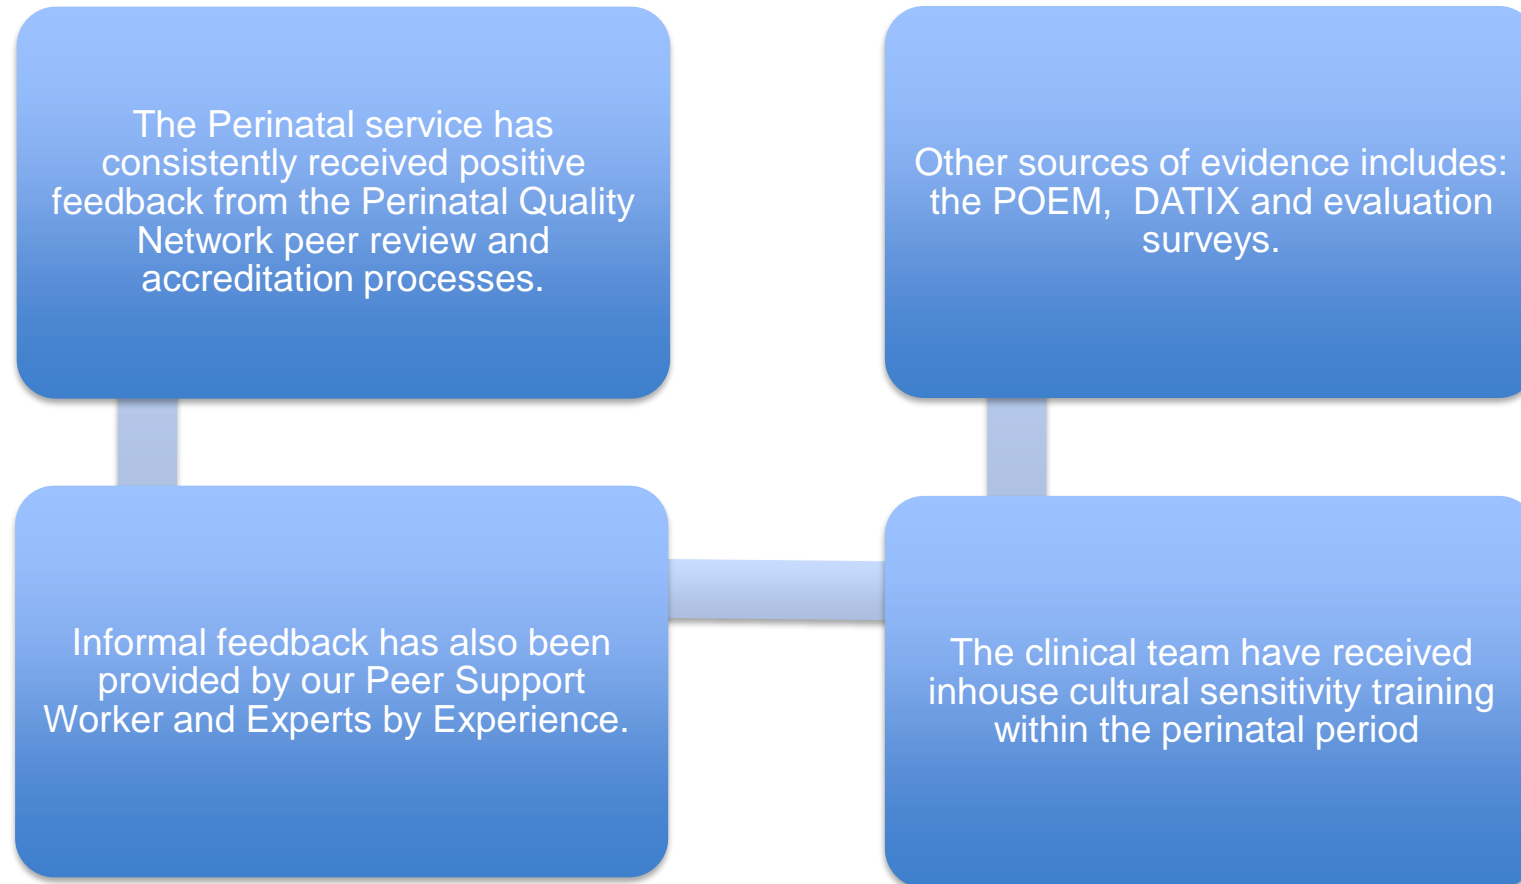 The Perinatal service has
consistently received positive
feedback from the Perinatal Quality
Network peer review and
accreditation processes.
Informal feedback has also been
provided by our Peer Support
Worker and Experts by Experience.
The clinical team have received
inhouse cultural sensitivity training
within the perinatal period
Other sources of evidence includes:
the POEM,  DATIX and evaluation
surveys.